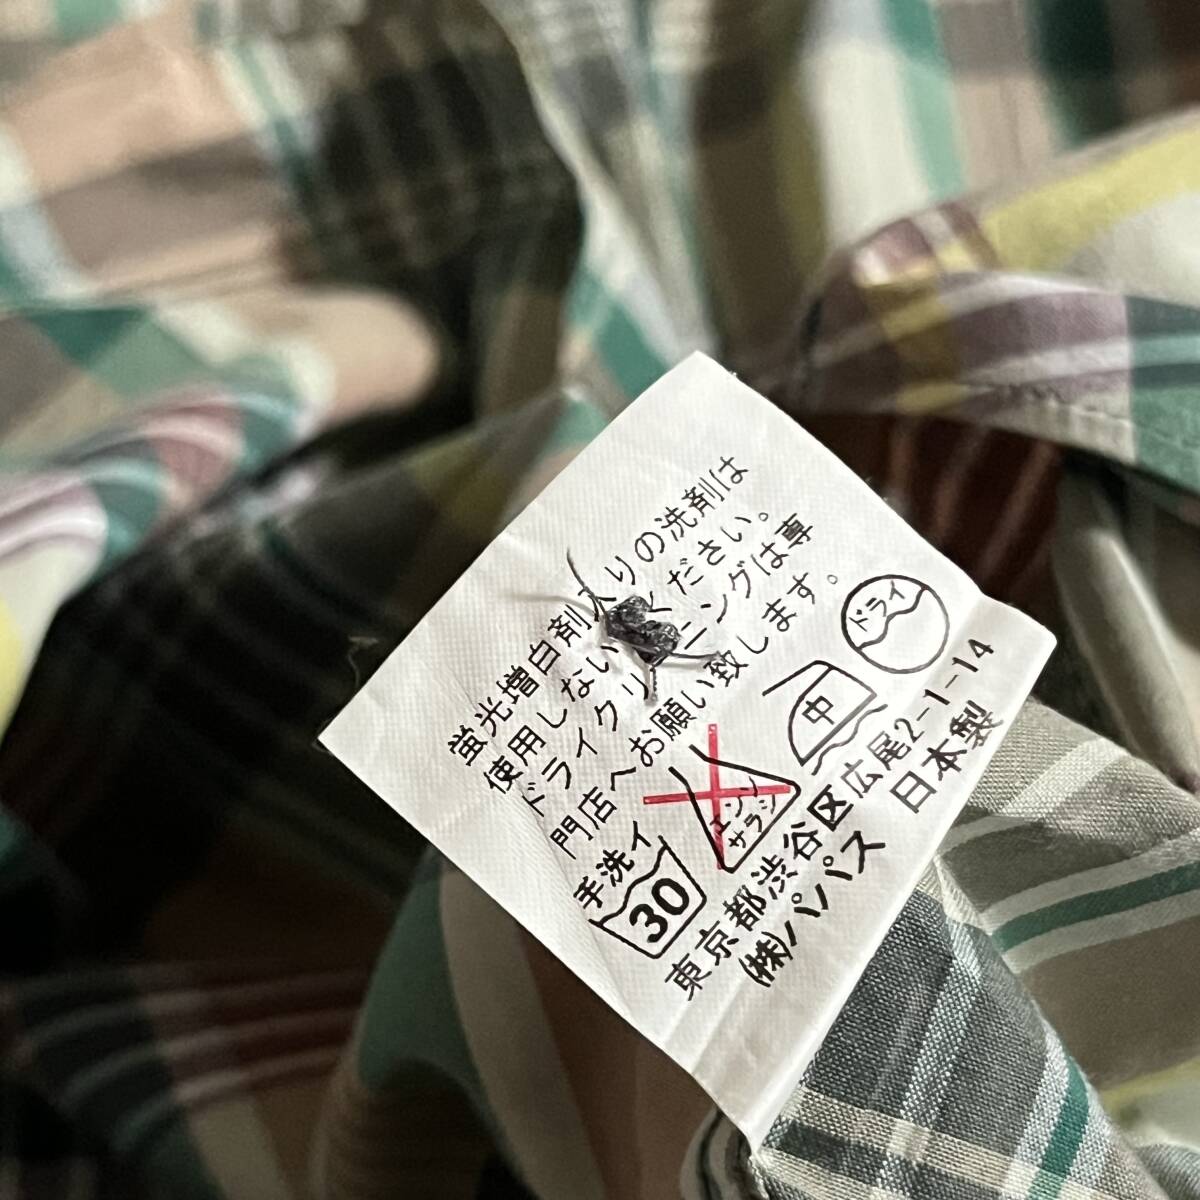 蛍光増白剤入りの洗剤は
使用しないください。
ドライクリーニングは専
門店へお願い致します。
手洗イ
30
エンソ
サラシ
中
ドライ
東京都渋谷区広尾2-1-14
(株)パパス 日本製